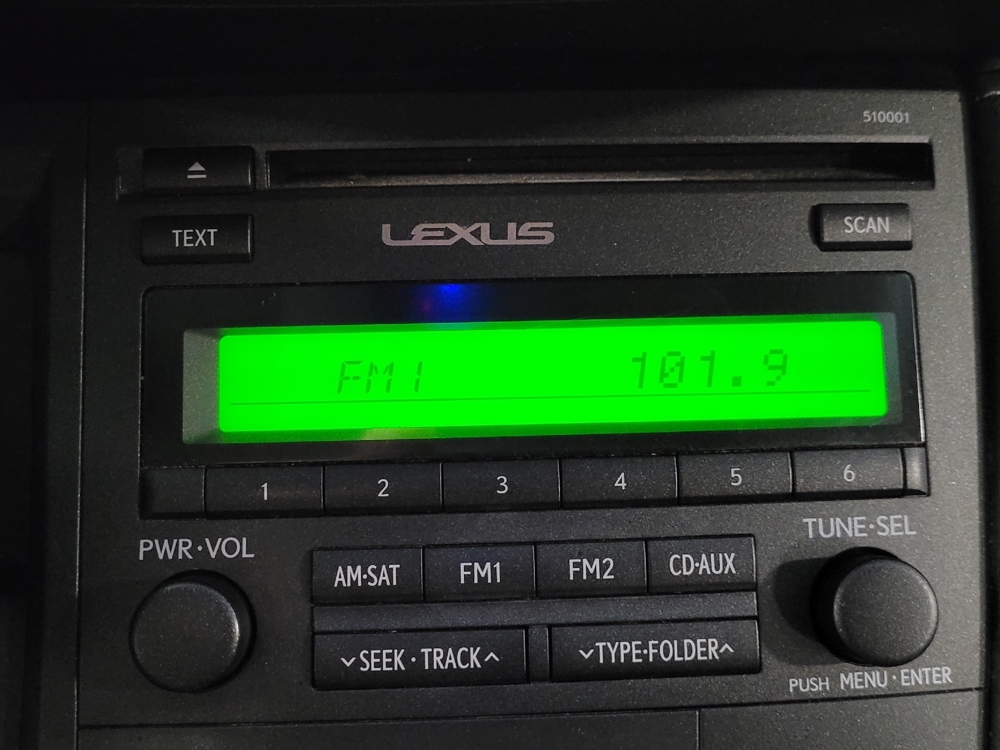 510001
⏏
TEXT
LEXUS
SCAN
FM1 101.9
1 2 3 4 5 6
PWR·VOL
TUNE·SEL
AM·SAT FM1 FM2 CD·AUX
˅SEEK·TRACK˄ ˅TYPE·FOLDER˄
PUSH MENU·ENTER